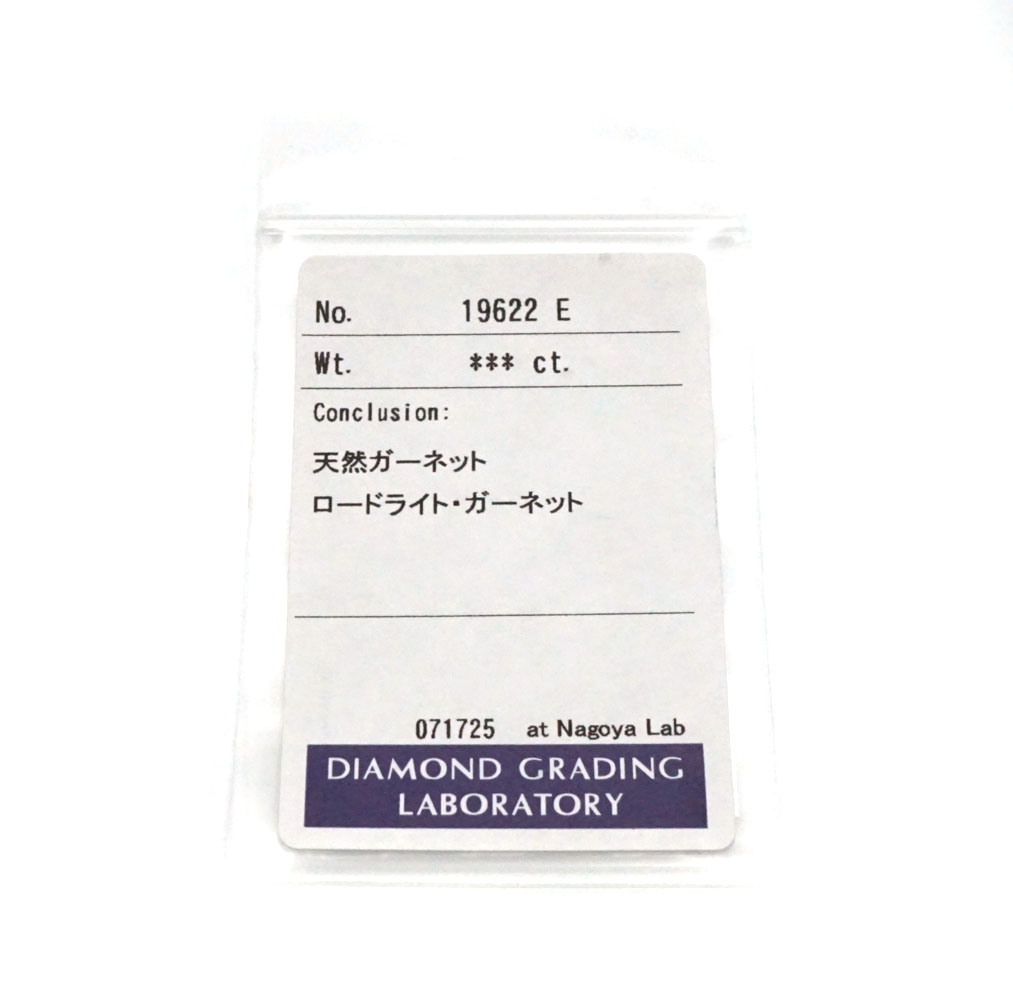 No. 19622 E
Wt. *** ct.
Conclusion:
天然ガーネット
ロードライト・ガーネット
071725 at Nagoya Lab
DIAMOND GRADING
LABORATORY